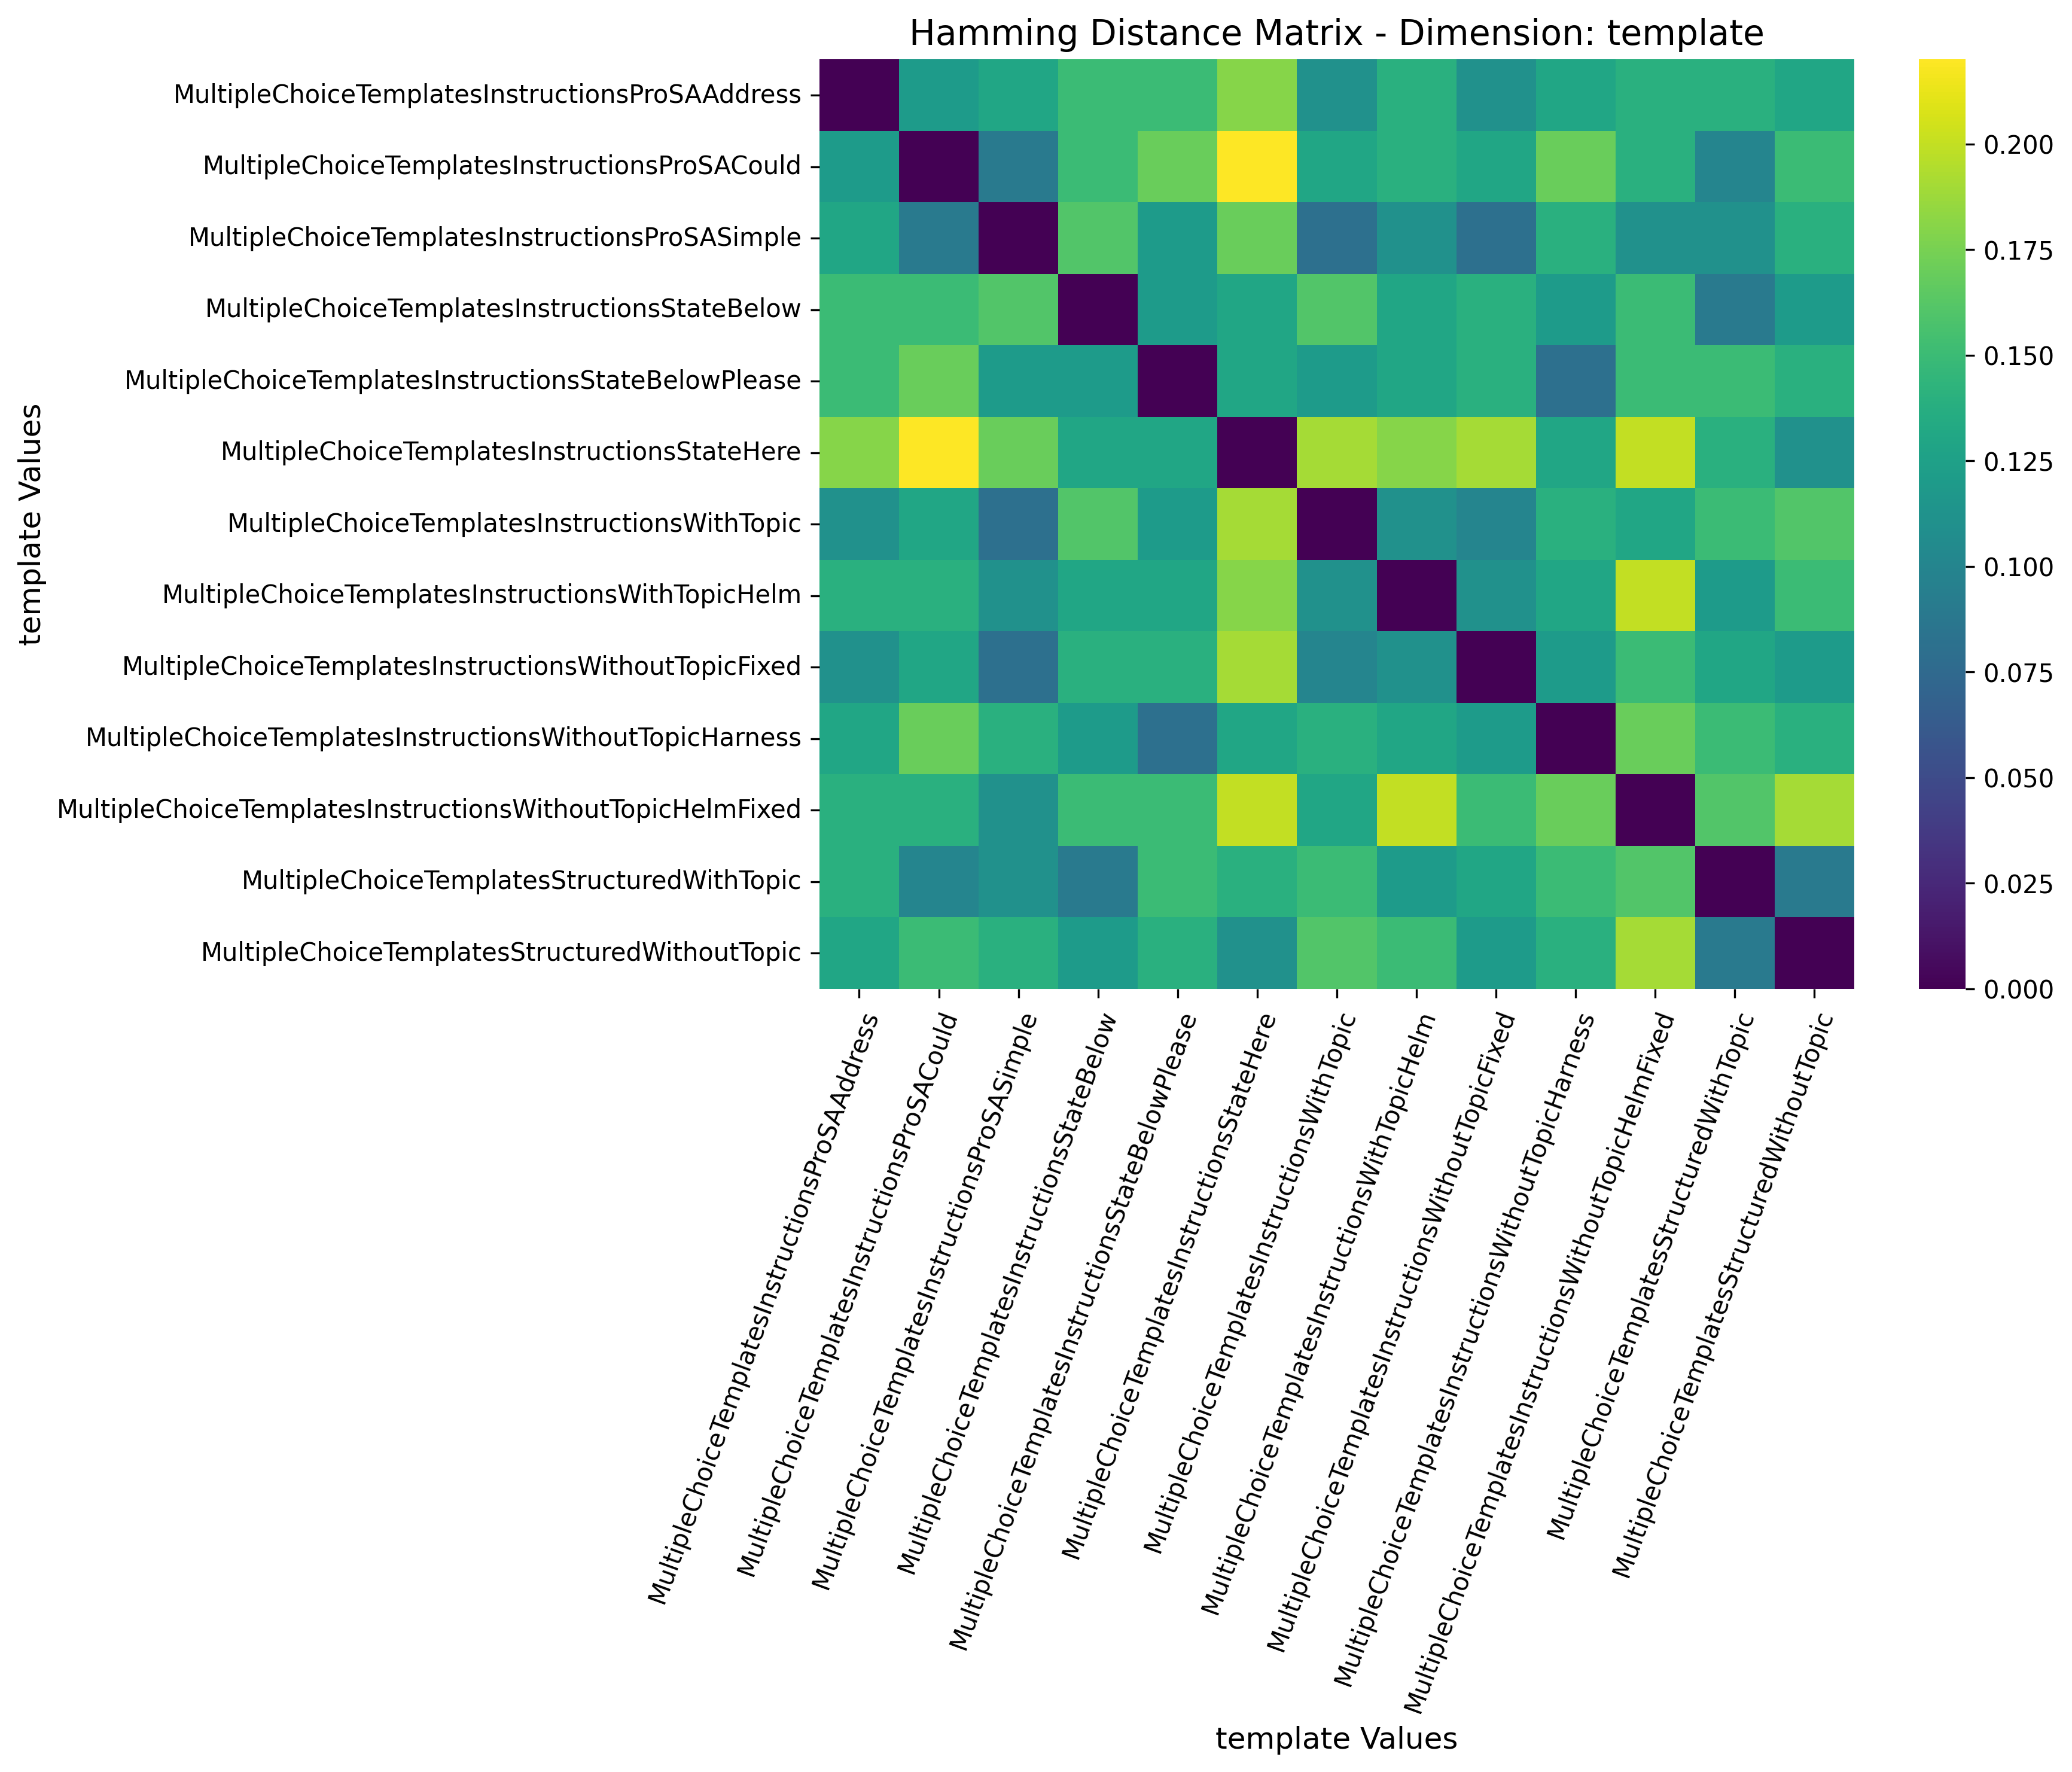 Hamming Distance Matrix - Dimension: template
template Values
MultipleChoiceTemplatesInstructionsProSAAddress
MultipleChoiceTemplatesInstructionsProSACould
MultipleChoiceTemplatesInstructionsProSASimple
MultipleChoiceTemplatesInstructionsStateBelow
MultipleChoiceTemplatesInstructionsStateBelowPlease
MultipleChoiceTemplatesInstructionsStateHere
MultipleChoiceTemplatesInstructionsWithTopic
MultipleChoiceTemplatesInstructionsWithTopicHelm
MultipleChoiceTemplatesInstructionsWithoutTopicFixed
MultipleChoiceTemplatesInstructionsWithoutTopicHarness
MultipleChoiceTemplatesInstructionsWithoutTopicHelmFixed
MultipleChoiceTemplatesStructuredWithTopic
MultipleChoiceTemplatesStructuredWithoutTopic
0.200
0.175
0.150
0.125
0.100
0.075
0.050
0.025
0.000
MultipleChoiceTemplatesInstructionsProSAAddress
MultipleChoiceTemplatesInstructionsProSACould
MultipleChoiceTemplatesInstructionsProSASimple
MultipleChoiceTemplatesInstructionsStateBelow
MultipleChoiceTemplatesInstructionsStateBelowPlease
MultipleChoiceTemplatesInstructionsStateHere
MultipleChoiceTemplatesInstructionsWithTopic
MultipleChoiceTemplatesInstructionsWithTopicHelm
MultipleChoiceTemplatesInstructionsWithoutTopicFixed
MultipleChoiceTemplatesInstructionsWithoutTopicHarness
MultipleChoiceTemplatesInstructionsWithoutTopicHelmFixed
MultipleChoiceTemplatesStructuredWithTopic
MultipleChoiceTemplatesStructuredWithoutTopic
template Values